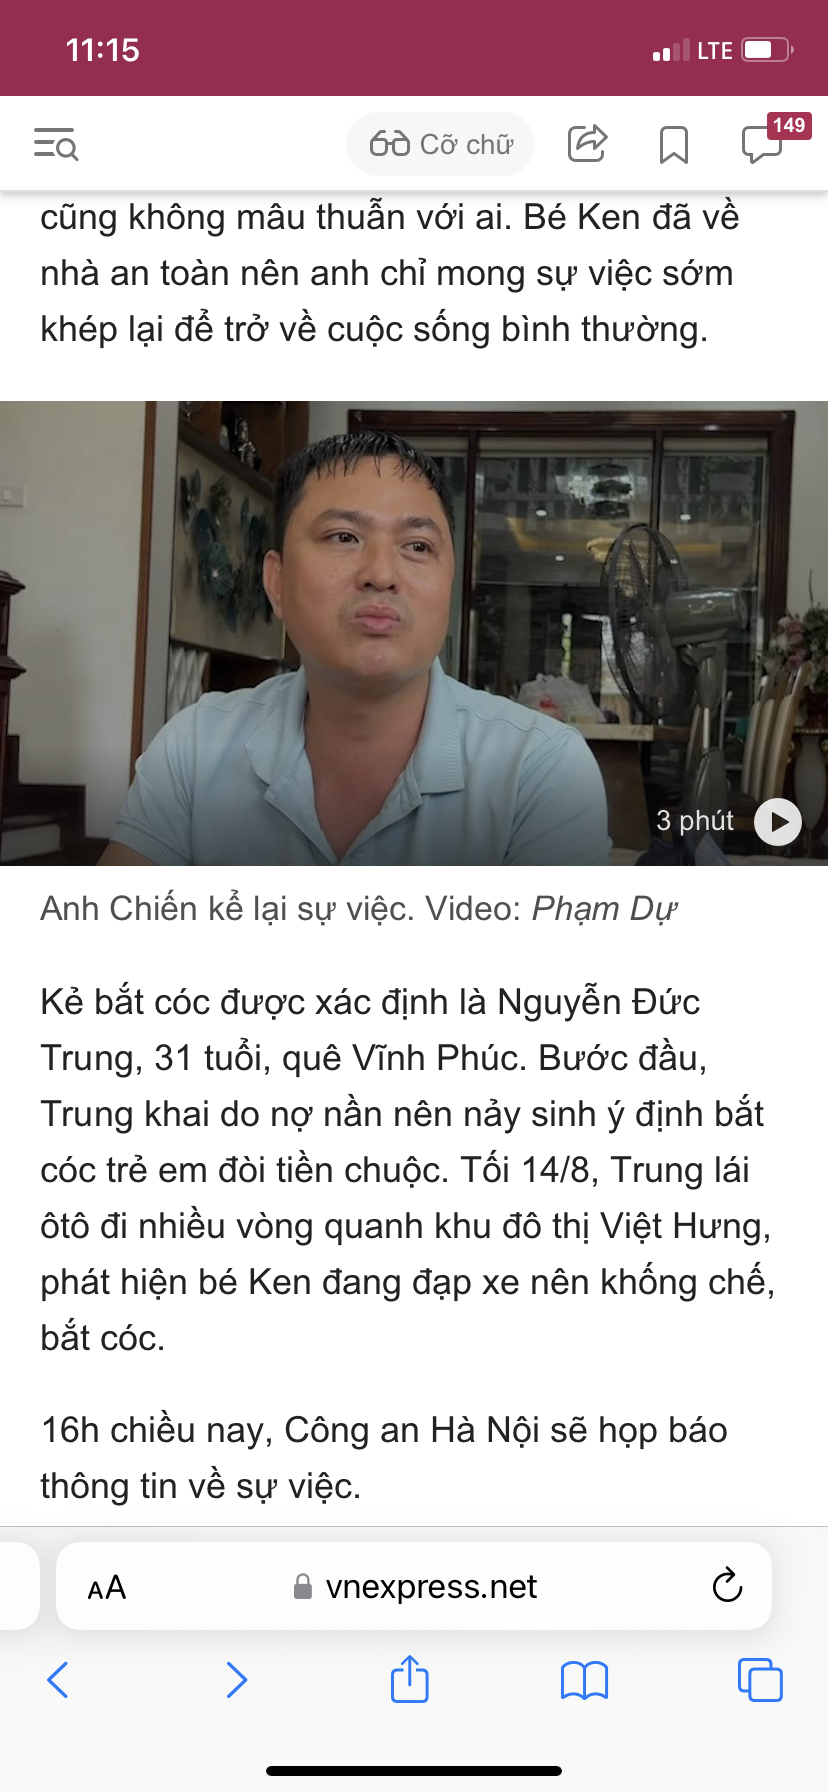 11:15
LTE
Cỡ chữ
149
cũng không mâu thuẫn với ai. Bé Ken đã về
nhà an toàn nên anh chỉ mong sự việc sớm
khép lại để trở về cuộc sống bình thường.
3 phút
Anh Chiến kể lại sự việc. Video: Phạm Dự
Kẻ bắt cóc được xác định là Nguyễn Đức
Trung, 31 tuổi, quê Vĩnh Phúc. Bước đầu,
Trung khai do nợ nần nên nảy sinh ý định bắt
cóc trẻ em đòi tiền chuộc. Tối 14/8, Trung lái
ôtô đi nhiều vòng quanh khu đô thị Việt Hưng,
phát hiện bé Ken đang đạp xe nên khống chế,
bắt cóc.
16h chiều nay, Công an Hà Nội sẽ họp báo
thông tin về sự việc.
AA
vnexpress.net